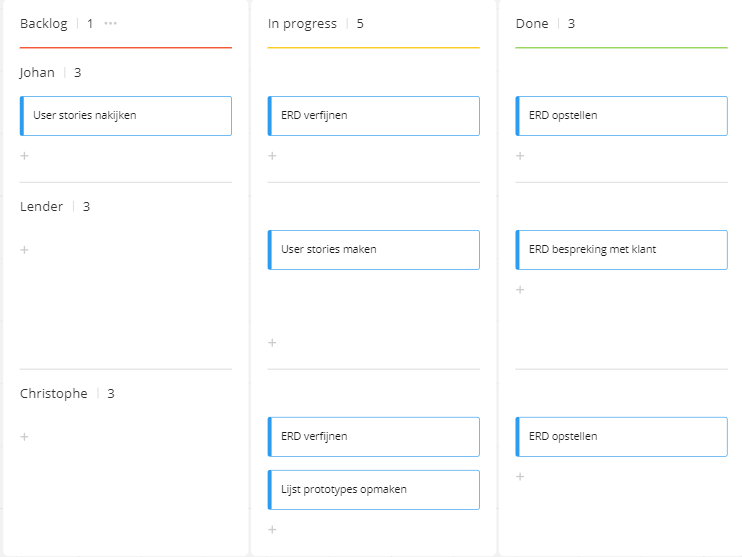 Backlog | 1 ···
In progress | 5
Done | 3
Johan | 3
User stories nakijken
ERD verfijnen
ERD opstellen
+
+
+
Lender | 3
+
User stories maken
ERD bespreking met klant
+
+
Christophe | 3
+
ERD verfijnen
ERD opstellen
+
Lijst prototypes opmaken
+